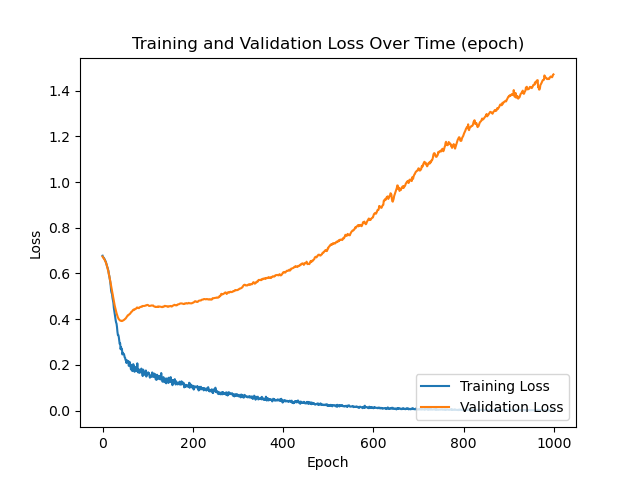 Training and Validation Loss Over Time (epoch)
Loss
1.4
1.2
1.0
0.8
0.6
0.4
0.2
0.0
Training Loss
Validation Loss
0 200 400 600 800 1000
Epoch